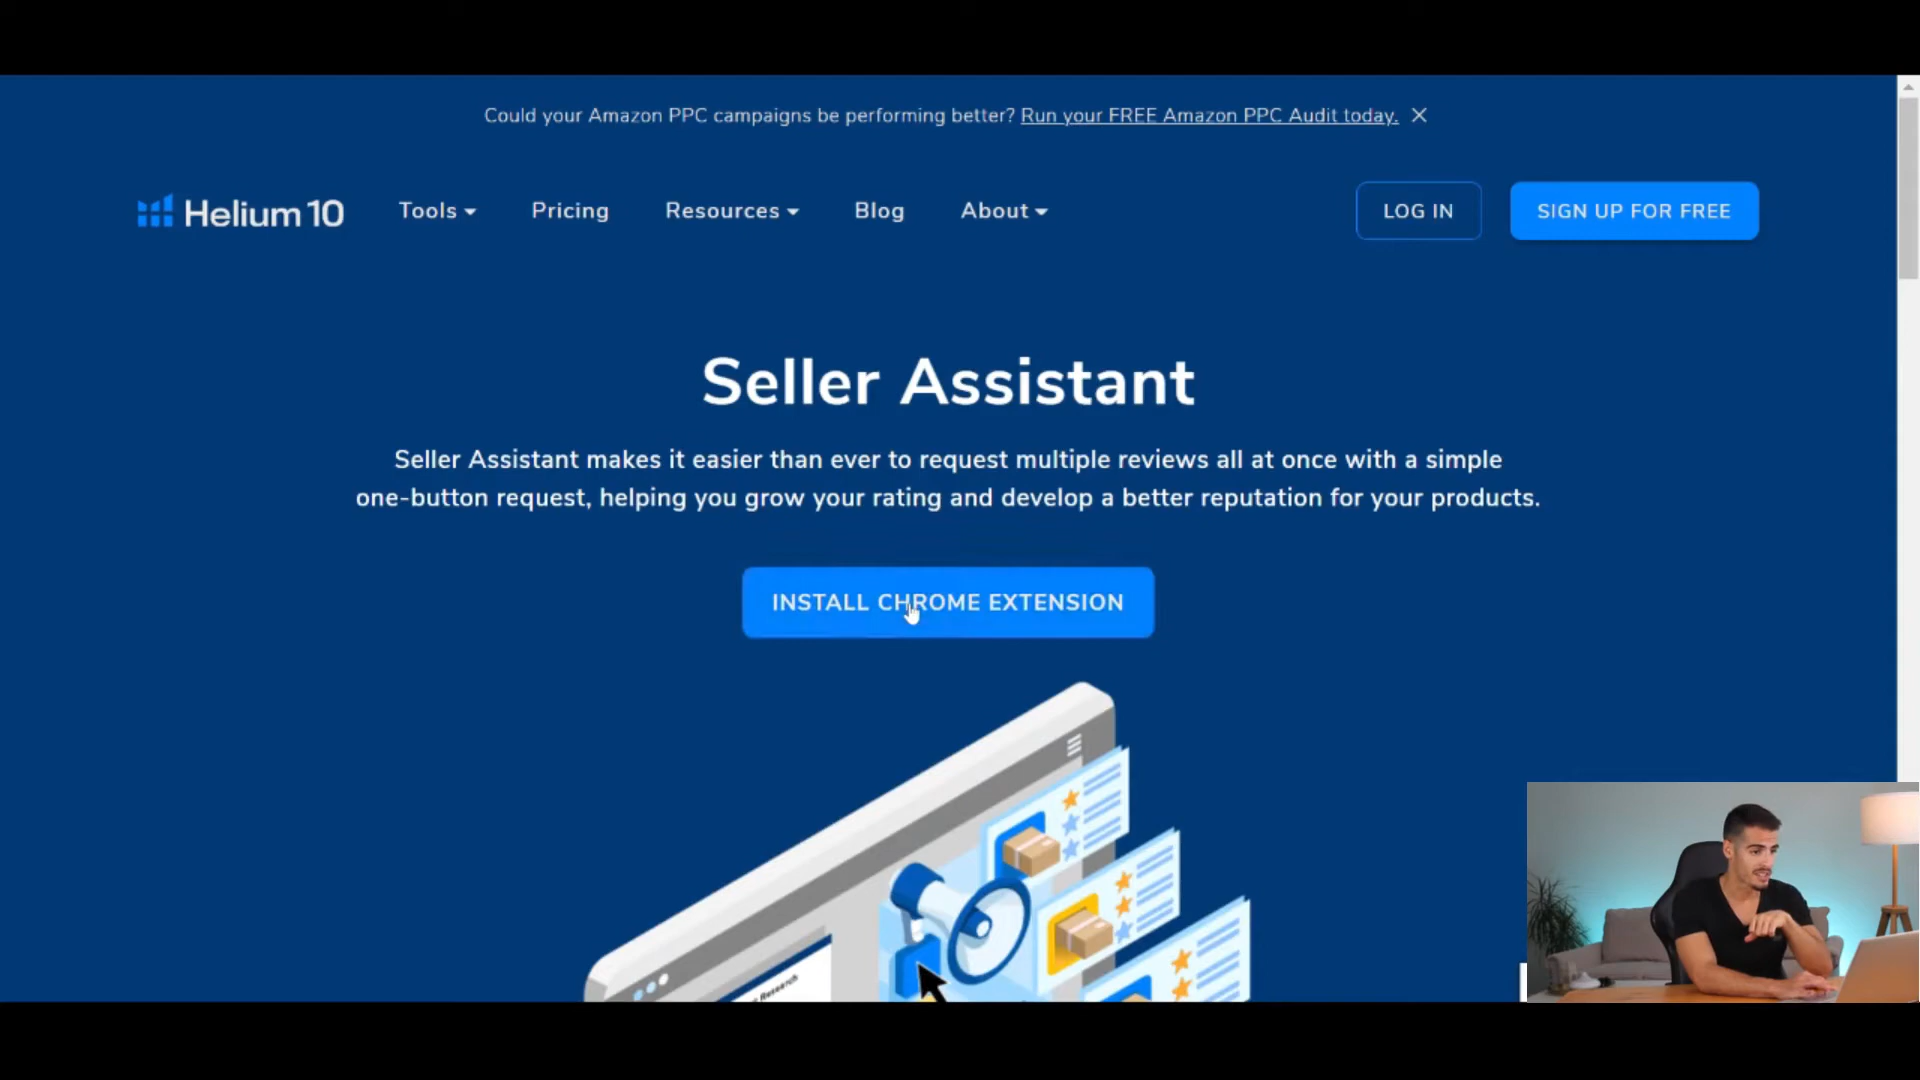 Could your Amazon PPC campaigns be performing better? Run your FREE Amazon PPC Audit today.
Helium 10 Tools Pricing Resources Blog About LOG IN SIGN UP FOR FREE
Seller Assistant
Seller Assistant makes it easier than ever to request multiple reviews all at once with a simple
one-button request, helping you grow your rating and develop a better reputation for your products.
INSTALL CHROME EXTENSION
Research